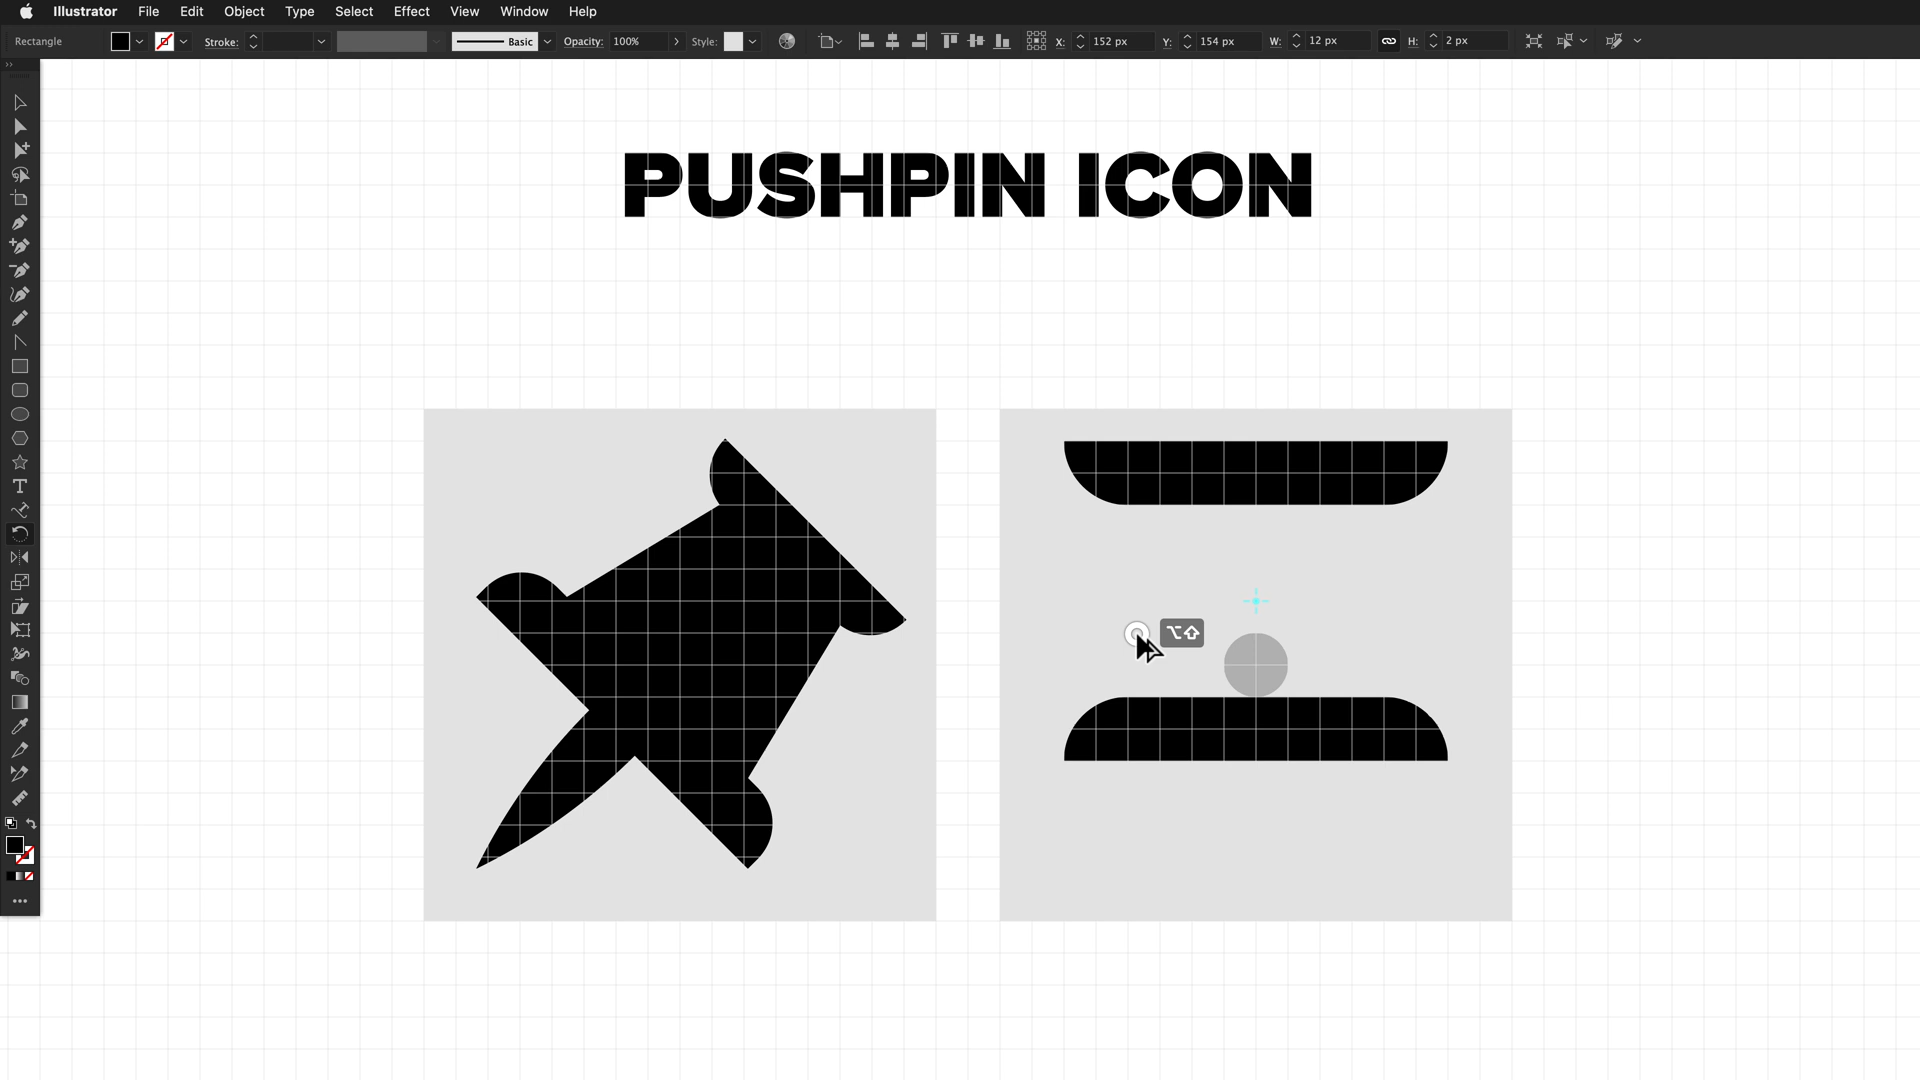 Illustrator File Edit Object Type Select Effect View Window Help
Rectangle Stroke: Basic Opacity: 100% Style: X: 152 px Y: 154 px W: 12 px H: 2 px
PUSHPIN ICON
⌥⇧